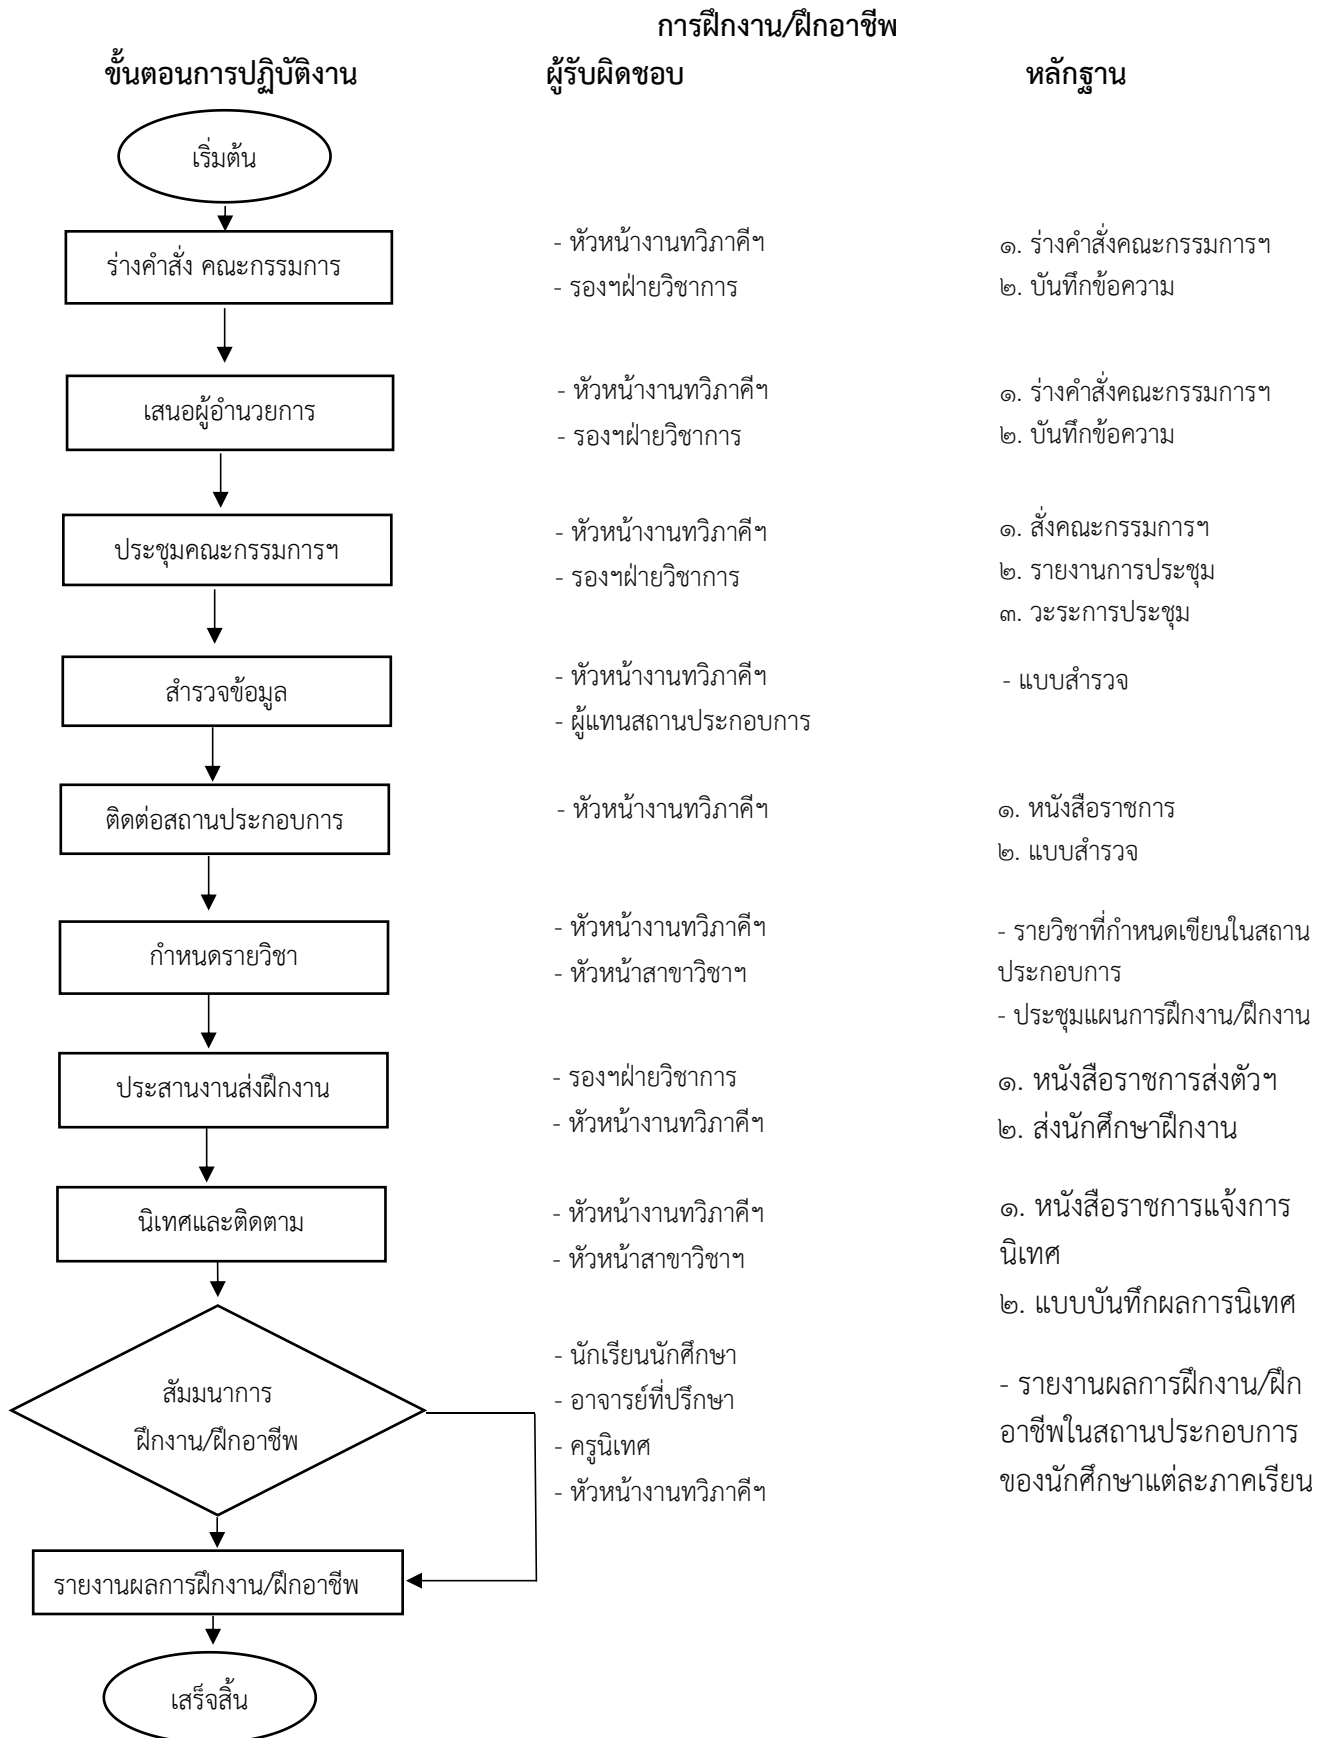 การฝึกงาน/ฝึกอาชีพ
ขั้นตอนการปฏิบัติงาน
ผู้รับผิดชอบ
หลักฐาน
เริ่มต้น
ร่างคำสั่ง คณะกรรมการ
- หัวหน้างานทวิภาคีฯ
- รองฯฝ่ายวิชาการ
๑. ร่างคำสั่งคณะกรรมการฯ
๒. บันทึกข้อความ
เสนอผู้อำนวยการ
- หัวหน้างานทวิภาคีฯ
- รองฯฝ่ายวิชาการ
๑. ร่างคำสั่งคณะกรรมการฯ
๒. บันทึกข้อความ
ประชุมคณะกรรมการฯ
- หัวหน้างานทวิภาคีฯ
- รองฯฝ่ายวิชาการ
๑. สั่งคณะกรรมการฯ
๒. รายงานการประชุม
๓. วะระการประชุม
สำรวจข้อมูล
- หัวหน้างานทวิภาคีฯ
- ผู้แทนสถานประกอบการ
- แบบสำรวจ
ติดต่อสถานประกอบการ
- หัวหน้างานทวิภาคีฯ
๑. หนังสือราชการ
๒. แบบสำรวจ
กำหนดรายวิชา
- หัวหน้างานทวิภาคีฯ
- หัวหน้าสาขาวิชาฯ
- รายวิชาที่กำหนดเขียนในสถาน
ประกอบการ
- ประชุมแผนการฝึกงาน/ฝึกงาน
ประสานงานส่งฝึกงาน
- รองฯฝ่ายวิชาการ
- หัวหน้างานทวิภาคีฯ
๑. หนังสือราชการส่งตัวฯ
๒. ส่งนักศึกษาฝึกงาน
นิเทศและติดตาม
- หัวหน้างานทวิภาคีฯ
- หัวหน้าสาขาวิชาฯ
๑. หนังสือราชการแจ้งการ
นิเทศ
๒. แบบบันทึกผลการนิเทศ
สัมมนาการ
ฝึกงาน/ฝึกอาชีพ
- นักเรียนนักศึกษา
- อาจารย์ที่ปรึกษา
- ครูนิเทศ
- หัวหน้างานทวิภาคีฯ
- รายงานผลการฝึกงาน/ฝึก
อาชีพในสถานประกอบการ
ของนักศึกษาแต่ละภาคเรียน
รายงานผลการฝึกงาน/ฝึกอาชีพ
เสร็จสิ้น